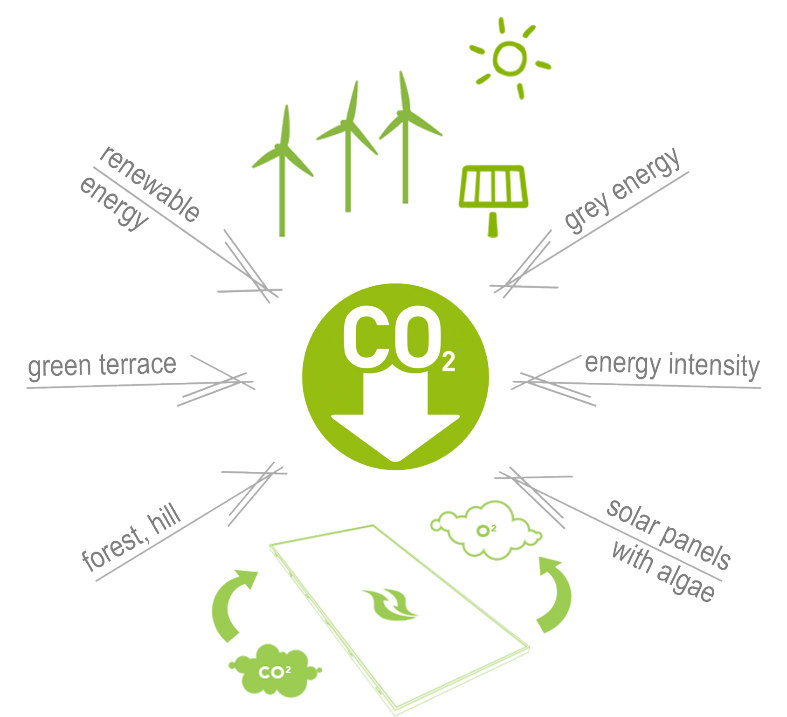 renewable
energy
grey energy
CO₂
green terrace
energy intensity
forest, hill
solar panels
with algae
O²
CO²